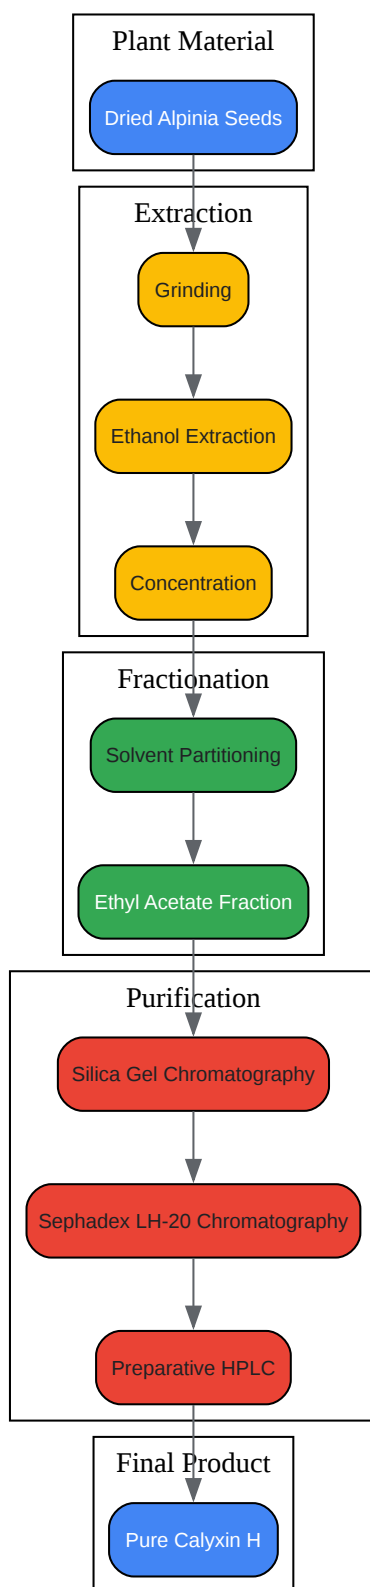 Plant Material
Dried Alpinia Seeds
Extraction
Grinding
Ethanol Extraction
Concentration
Fractionation
Solvent Partitioning
Ethyl Acetate Fraction
Purification
Silica Gel Chromatography
Sephadex LH-20 Chromatography
Preparative HPLC
Final Product
Pure Calyxin H